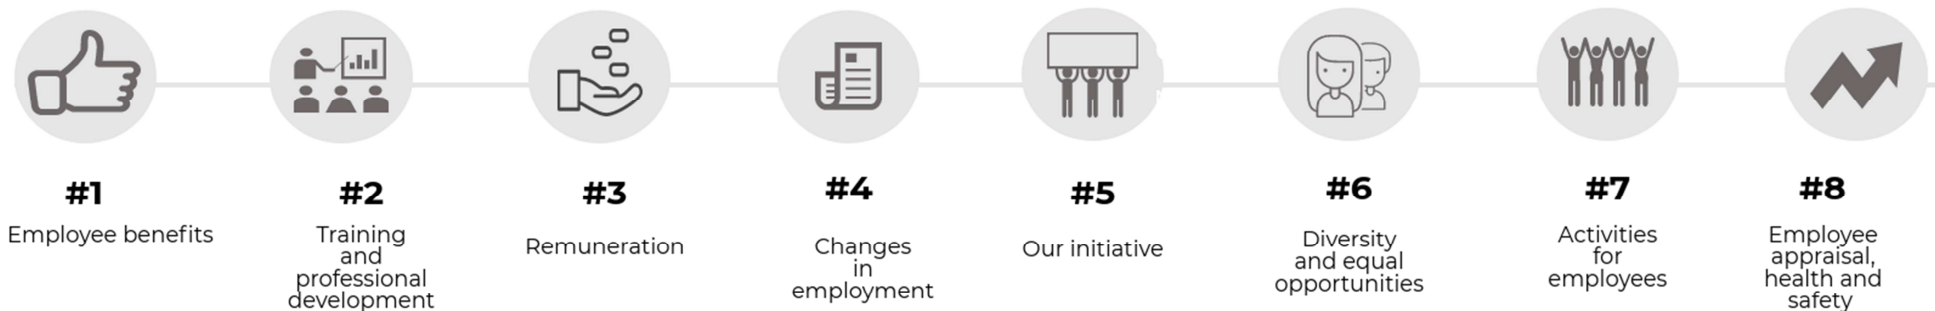 #1
Employee benefits
#2
Training
and
professional
development
#3
Remuneration
#4
Changes
in
employment
#5
Our initiative
#6
Diversity
and equal
opportunities
#7
Activities
for
employees
#8
Employee
appraisal,
health and
safety